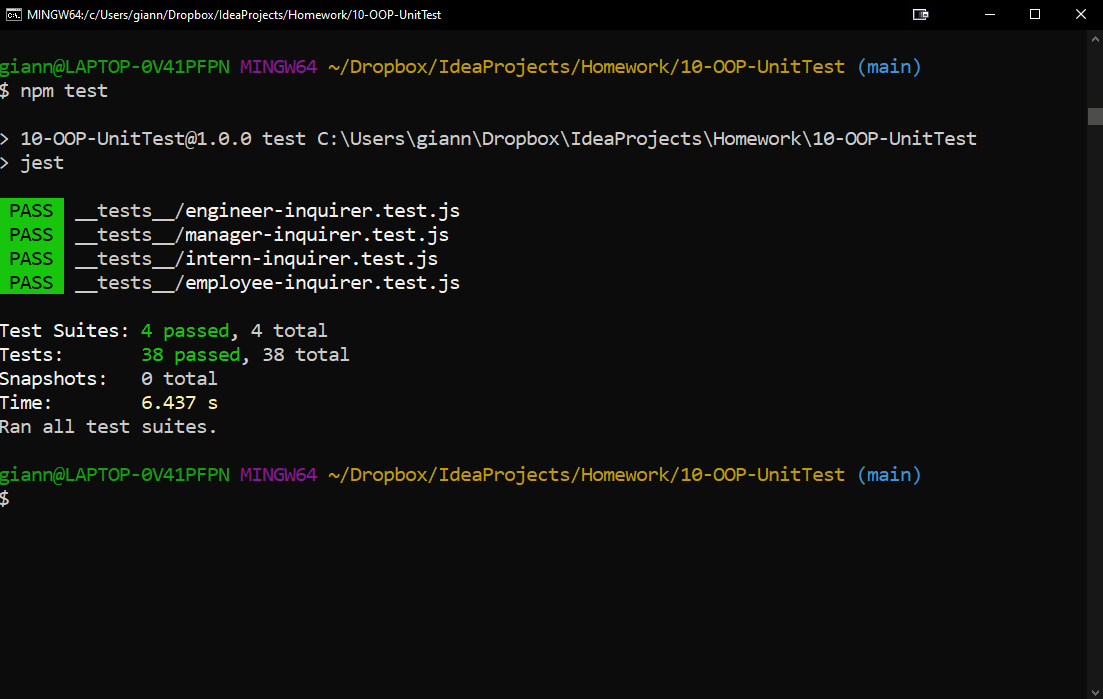 MINGW64:/c/Users/giann/Dropbox/IdeaProjects/Homework/10-OOP-UnitTest
giann@LAPTOP-0V41PFPN MINGW64 ~/Dropbox/IdeaProjects/Homework/10-OOP-UnitTest (main)
$ npm test
> 10-OOP-UnitTest@1.0.0 test C:\Users\giann\Dropbox\IdeaProjects\Homework\10-OOP-UnitTest
> jest
PASS __tests__/engineer-inquirer.test.js
PASS __tests__/manager-inquirer.test.js
PASS __tests__/intern-inquirer.test.js
PASS __tests__/employee-inquirer.test.js
Test Suites: 4 passed, 4 total
Tests: 38 passed, 38 total
Snapshots: 0 total
Time: 6.437 s
Ran all test suites.
giann@LAPTOP-0V41PFPN MINGW64 ~/Dropbox/IdeaProjects/Homework/10-OOP-UnitTest (main)
$